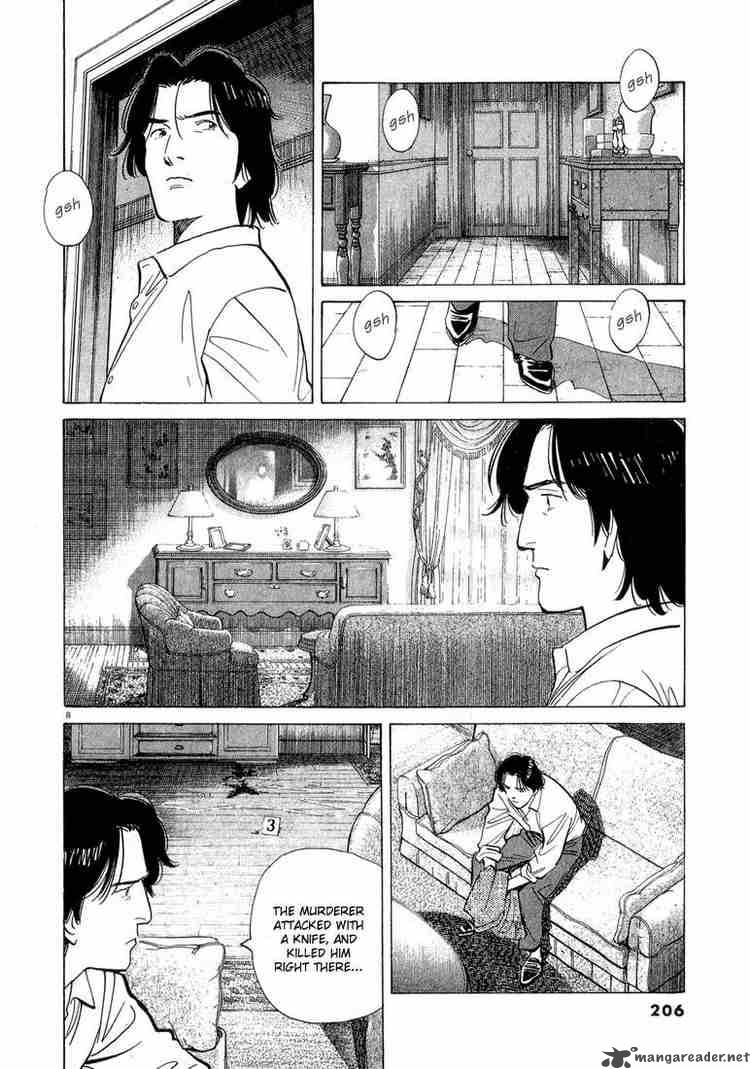 gsh
gsh
gsh
gsh
gsh
8
3
THE MURDERER
ATTACKED WITH
A KNIFE, AND
KILLED HIM
RIGHT THERE...
206
mangareader.net